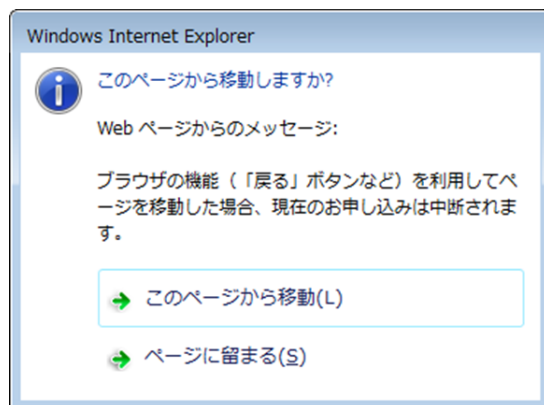 Windows Internet Explorer
このページから移動しますか?
Web ページからのメッセージ:
ブラウザの機能（「戻る」ボタンなど）を利用してペ
ージを移動した場合、現在のお申し込みは中断されま
す。
このページから移動(L)
ページに留まる(S)